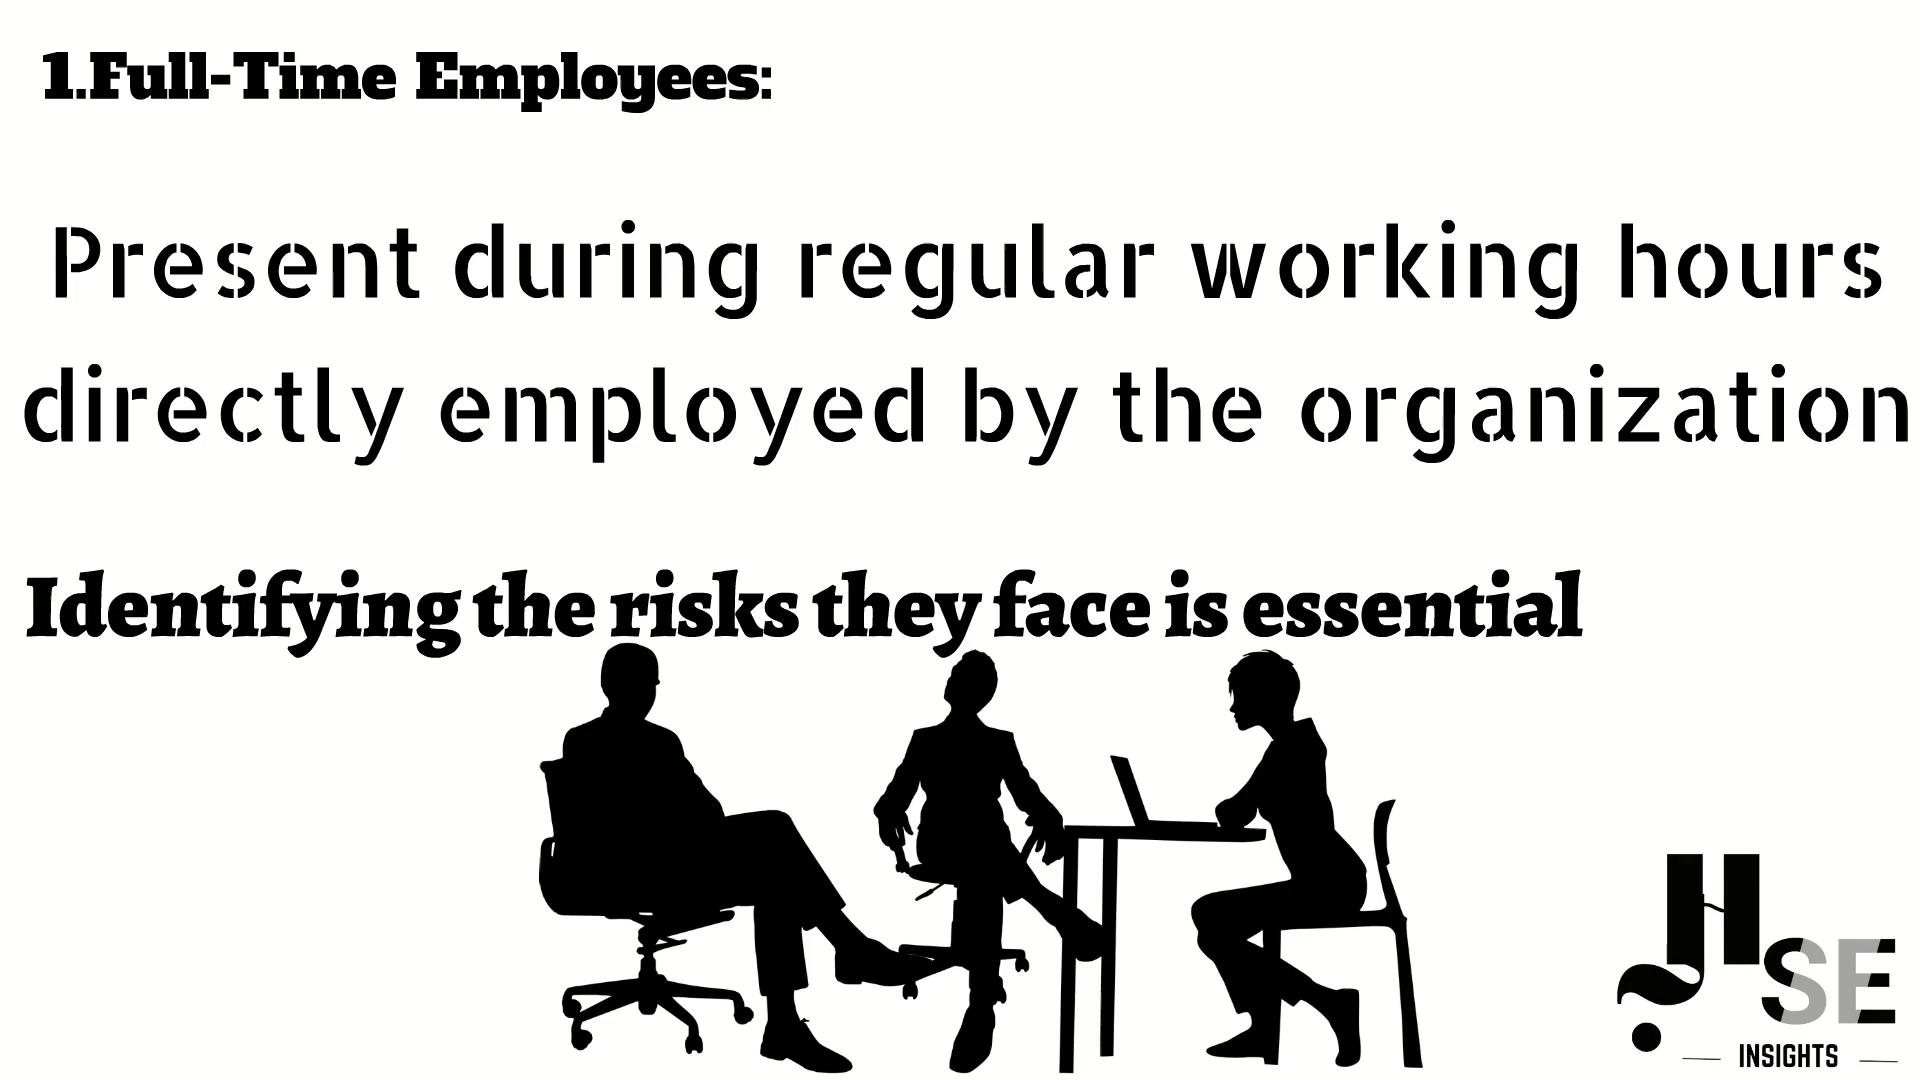 1.Full-Time Employees:
Present during regular working hours
directly employed by the organization
Identifying the risks they face is essential
HSE
INSIGHTS